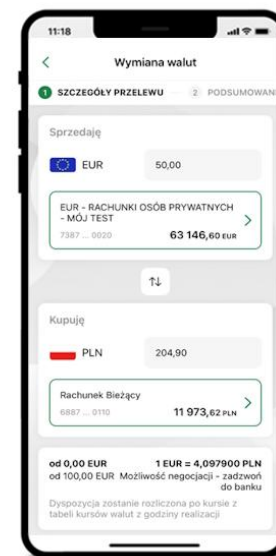 11:18
Wymiana walut
1 SZCZEGÓŁY PRZELEWU 2 PODSUMOWAN
Sprzedaję
EUR 50,00
EUR - RACHUNKI OSÓB PRYWATNYCH
- MÓJ TEST
7387 ... 0020 63 146,60 EUR
Kupuję
PLN 204,90
Rachunek Bieżący
6887 ... 0110 11 973,62 PLN
od 0,00 EUR 1 EUR = 4,097900 PLN
od 100,00 EUR Możliwość negocjacji - zadzwoń
do banku
Dyspozycja zostanie rozliczona po kursie z
tabeli kursów walut z godziny realizacji